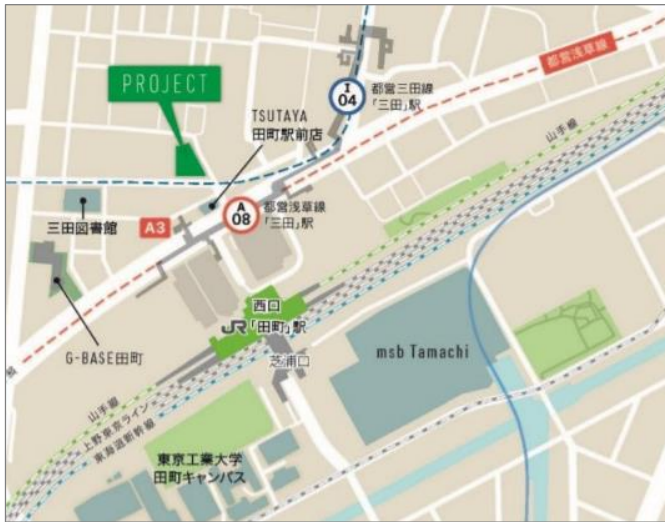 都営浅草線
I
04
都営三田線
「三田」駅
PROJECT
TSUTAYA
田町駅前店
山手線
三田図書館
A3
A
08
都営浅草線
「三田」駅
西口
JR「田町」駅
芝浦口
msb Tamachi
G-BASE田町
線
山手線
上野東京ライン
東海道新幹線
東京工業大学
田町キャンパス